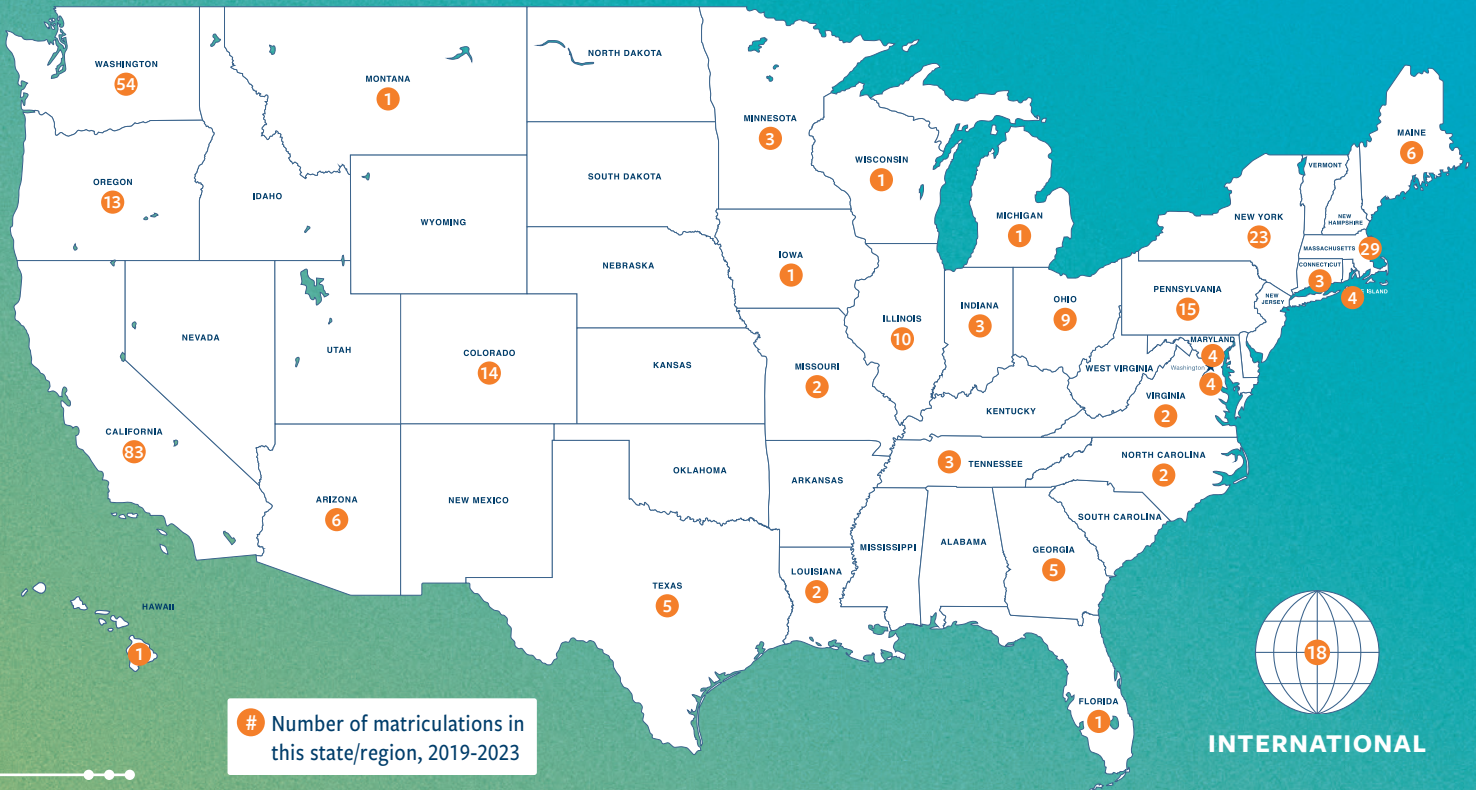 WASHINGTON
54
MONTANA
1
NORTH DAKOTA
MINNESOTA
3
OREGON
13
IDAHO
WYOMING
SOUTH DAKOTA
WISCONSIN
1
MICHIGAN
1
VERMONT
NEW
HAMPSHIRE
MAINE
6
NEW YORK
23
MASSACHUSETTS
29
CONNECTICUT
3
ISLAND
4
NEVADA
UTAH
COLORADO
14
NEBRASKA
IOWA
1
ILLINOIS
10
INDIANA
3
OHIO
9
PENNSYLVANIA
15
NEW
JERSEY
MARYLAND
4
Washington
4
WEST VIRGINIA
VIRGINIA
2
CALIFORNIA
83
KANSAS
MISSOURI
2
KENTUCKY
ARIZONA
6
NEW MEXICO
OKLAHOMA
ARKANSAS
3
TENNESSEE
NORTH CAROLINA
2
SOUTH CAROLINA
HAWAII
1
TEXAS
5
LOUISIANA
2
MISSISSIPPI
ALABAMA
GEORGIA
5
FLORIDA
1
18
INTERNATIONAL
# Number of matriculations in
this state/region, 2019-2023